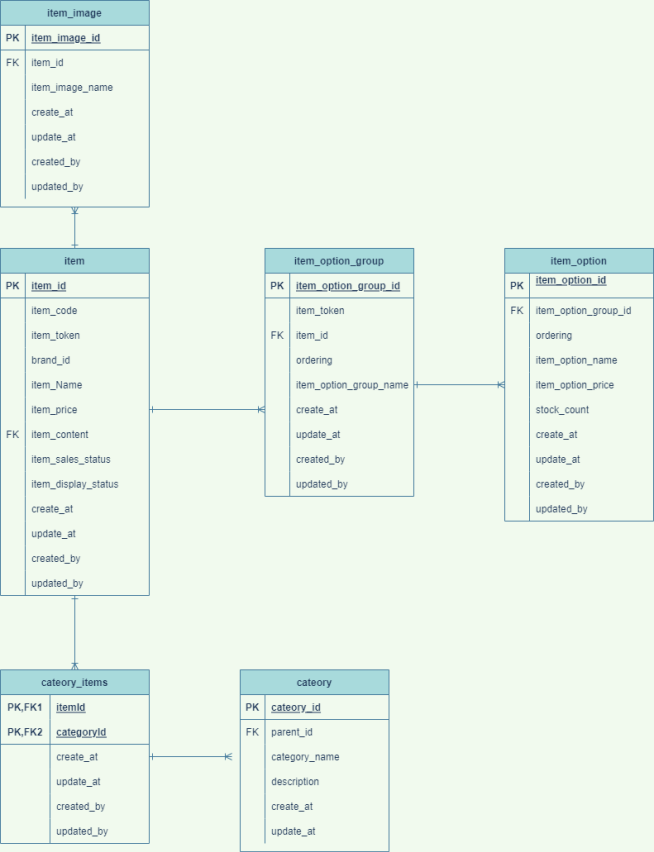 item_image
PK item_image_id
FK item_id
item_image_name
create_at
update_at
created_by
updated_by
item
PK item_id
item_code
item_token
brand_id
item_Name
item_price
FK item_content
item_sales_status
item_display_status
create_at
update_at
created_by
updated_by
item_option_group
PK item_option_group_id
item_token
FK item_id
ordering
item_option_group_name
create_at
update_at
created_by
updated_by
item_option
PK item_option_id
FK item_option_group_id
ordering
item_option_name
item_option_price
stock_count
create_at
update_at
created_by
updated_by
cateory_items
PK,FK1 itemId
PK,FK2 categoryId
create_at
update_at
created_by
updated_by
cateory
PK cateory_id
FK parent_id
category_name
description
create_at
update_at